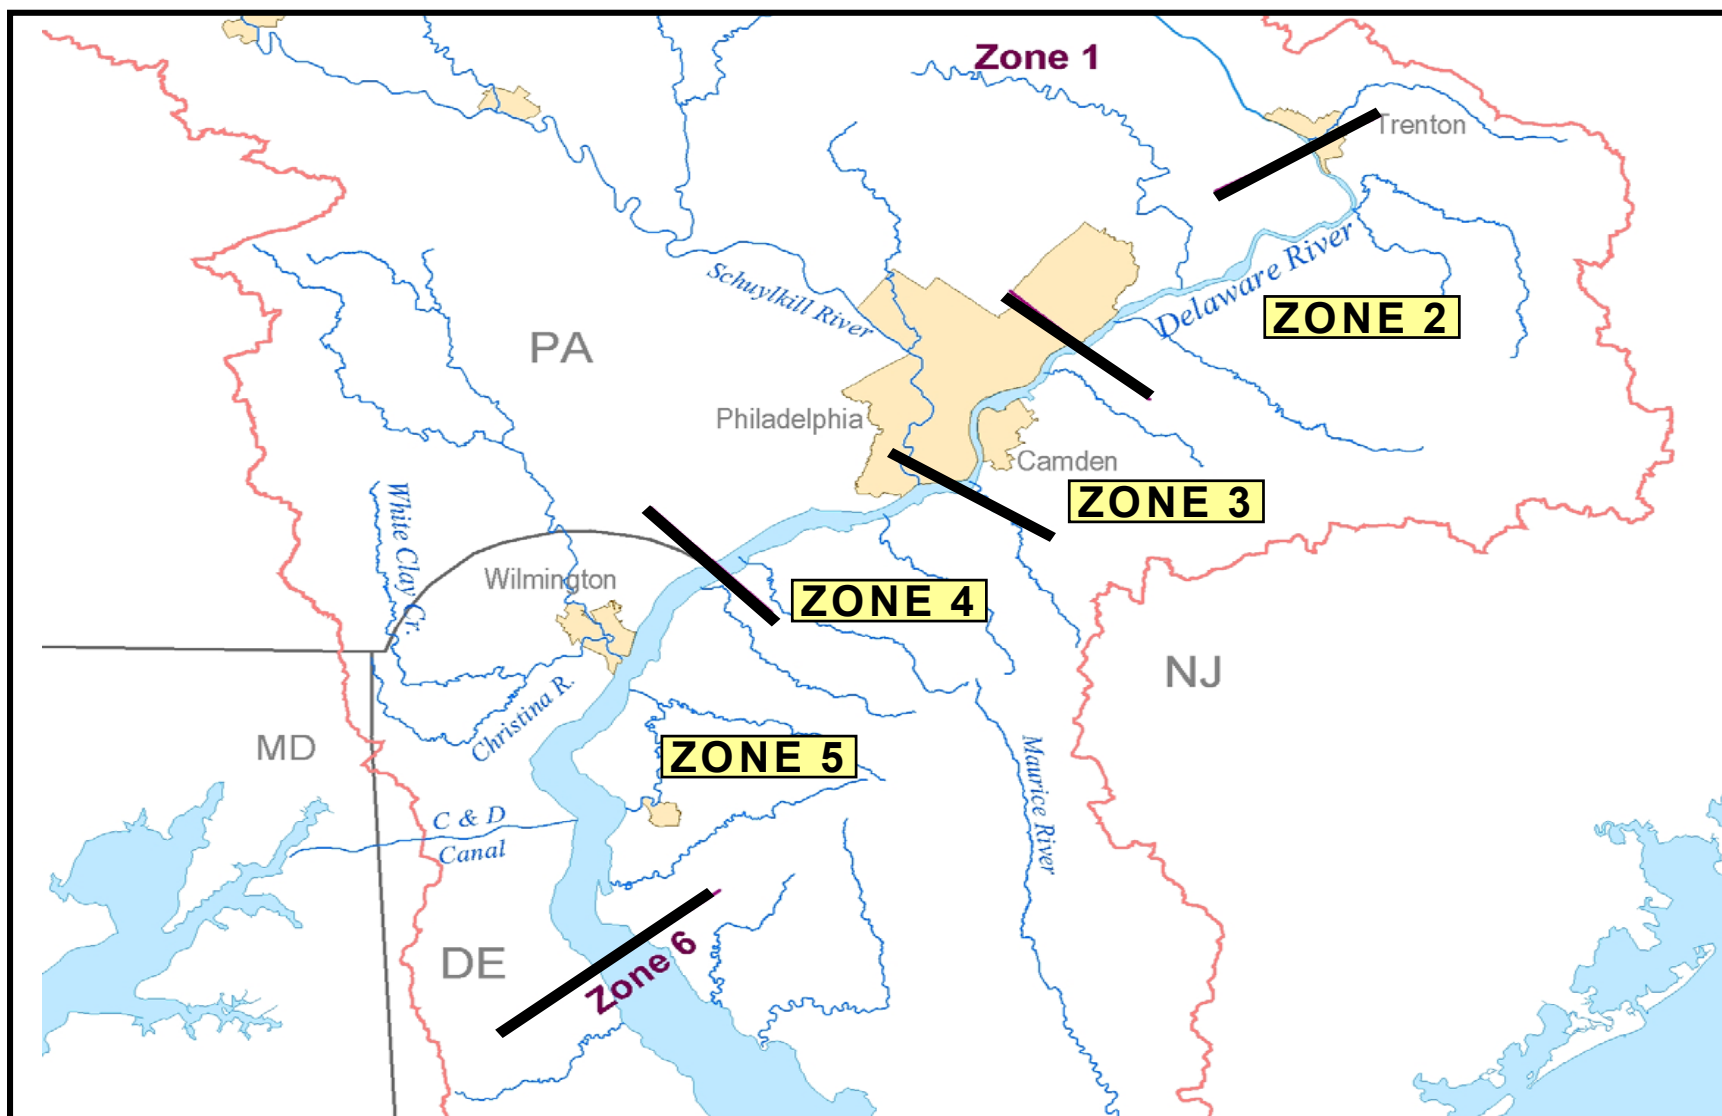 Zone 1
Trenton
Schuylkill River
Delaware River
ZONE 2
PA
Philadelphia
Camden
ZONE 3
White Clay Cr.
Wilmington
ZONE 4
NJ
Christina R.
MD
ZONE 5
Maurice River
C & D
Canal
DE
Zone 6